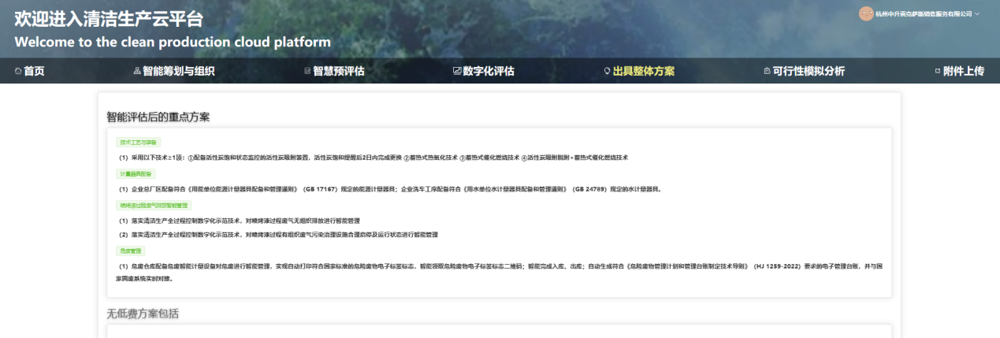 欢迎进入清洁生产云平台
Welcome to the clean production cloud platform
杭州中升雷克萨斯销售服务有限公司
首页 智能筹划与组织 智慧预评估 数字化评估 出具整体方案 可行性模拟分析 附件上传
智能评估后的重点方案
技术工艺与装备
(1) 采用以下技术≥1项：①配备活性炭饱和状态监控的活性炭吸附装置，活性炭饱和提醒后2日内完成更换 ②蓄热式热氧化技术 ③蓄热式催化燃烧技术 ④活性炭吸附脱附+蓄热式催化燃烧技术
计量器具配备
(1) 企业总厂区配备符合《用能单位能源计量器具配备和管理通则》（GB 17167）规定的能源计量器具；企业洗车工序配备符合《用水单位水计量器具配备和管理通则》（GB 24789）规定的水计量器具。
喷烤漆过程废气排放智能管理
(1) 落实清洁生产全过程控制数字化示范技术，对喷烤漆过程废气无组织排放进行智能管理
(2) 落实清洁生产全过程控制数字化示范技术，对喷烤漆过程有组织废气污染治理设施合理启停及运行状态进行智能管理
危废管理
(1) 危废仓库配备危废智能计量设备对危废进行智能管理，实现自动打印符合国家标准的危险废物电子标签标志，智能领取危险废物电子标签标志二维码；智能完成入库、出库；自动生成符合《危险废物管理计划和管理台账制定技术导则》（HJ 1259-2022）要求的电子管理台账，并与国
家固废系统实时对接。
无低费方案包括